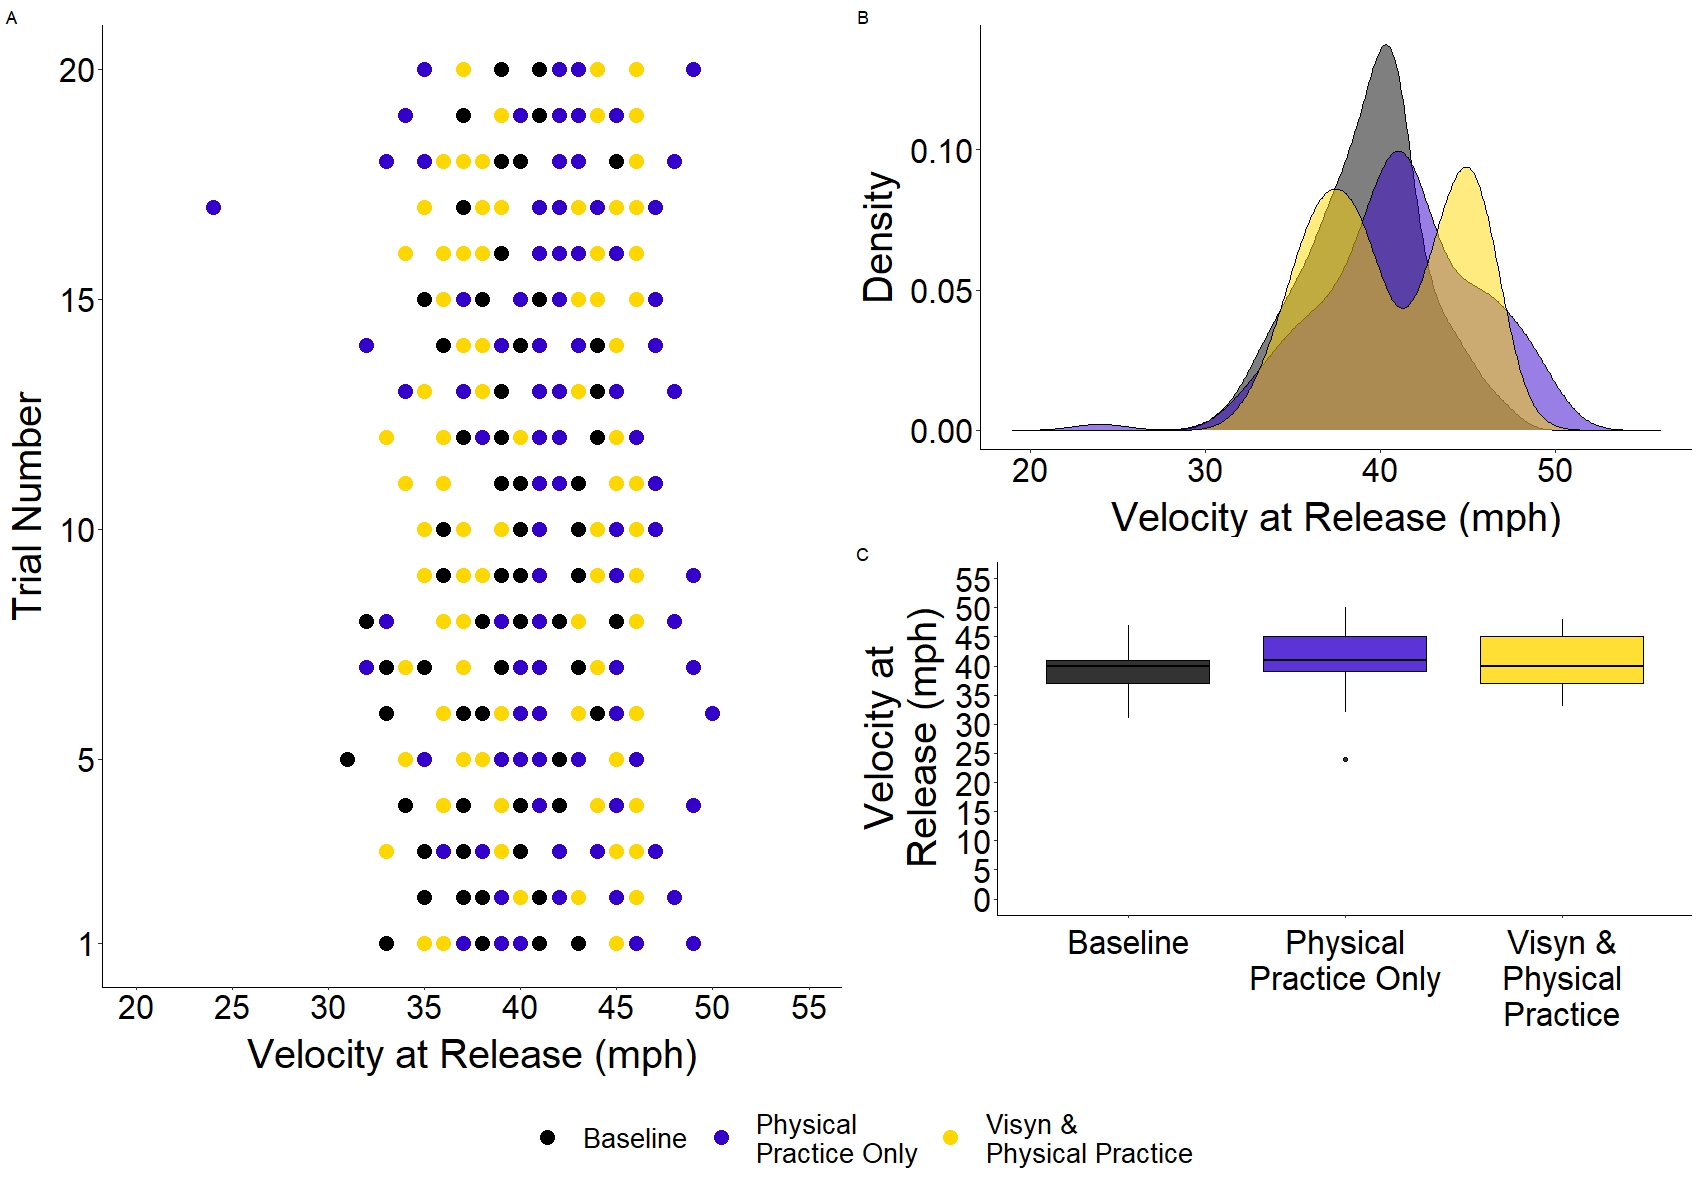 A
Trial Number
20
15
10
5
1
20 25 30 35 40 45 50 55
Velocity at Release (mph)
B
Density
0.10
0.05
0.00
20 30 40 50
Velocity at Release (mph)
C
Velocity at
Release (mph)
55
50
45
40
35
30
25
20
15
10
5
0
Baseline
Physical
Practice Only
Visyn &
Physical
Practice
Baseline
Physical
Practice Only
Visyn &
Physical Practice